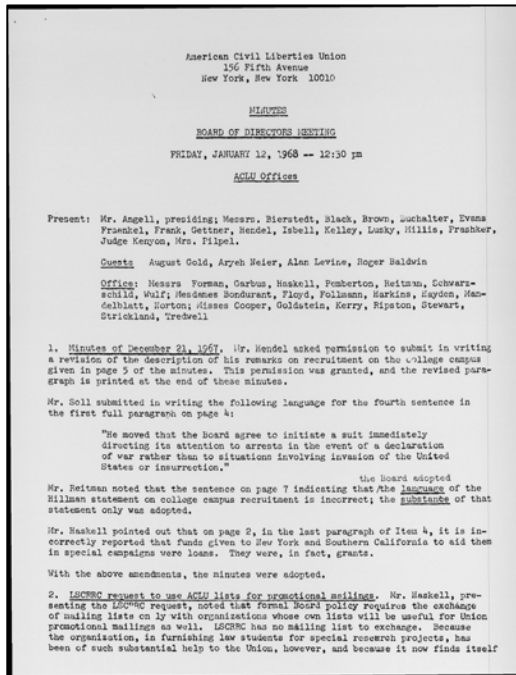 American Civil Liberties Union
156 Fifth Avenue
New York, New York 10010
MINUTES
BOARD OF DIRECTORS MEETING
FRIDAY, JANUARY 12, 1968 -- 12:30 pm
ACLU Offices
Present: Mr. Angell, presiding; Messrs. Bierstedt, Black, Brown, Buchalter, Evans
Fraenkel, Frank, Gettner, Hendel, Isbell, Kelley, Lusky, Millis, Prashker,
Judge Kenyon, Mrs. Pilpel.
Guests August Gold, Aryeh Neier, Alan Levine, Roger Baldwin
Office: Messrs Forman, Garbus, Haskell, Pemberton, Reitman, Schwarz-
schild, Wulf; Mesdames Bondurant, Floyd, Follmann, Harkins, Hayden, Man-
delblatt, Norton; Misses Cooper, Goldstein, Kerry, Ripston, Stewart,
Strickland, Tredwell
1. Minutes of December 21, 1967. Mr. Hendel asked permission to submit in writing
a revision of the description of his remarks on recruitment on the college campus
given in page 5 of the minutes. This permission was granted, and the revised para-
graph is printed at the end of these minutes.
Mr. Soll submitted in writing the following language for the fourth sentence in
the first full paragraph on page 4:
"He moved that the Board agree to initiate a suit immediately
directing its attention to arrests in the event of a declaration
of war rather than to situations involving invasion of the United
States or insurrection."
the Board adopted
Mr. Reitman noted that the sentence on page 7 indicating that/the language of the
Hillman statement on college campus recruitment is incorrect; the substance of that
statement only was adopted.
Mr. Haskell pointed out that on page 2, in the last paragraph of Item 4, it is in-
correctly reported that funds given to New York and Southern California to aid them
in special campaigns were loans. They were, in fact, grants.
With the above amendments, the minutes were adopted.
2. LSCRRC request to use ACLU lists for promotional mailings. Mr. Haskell, pre-
senting the LSCRRC request, noted that formal Board policy requires the exchange
of mailing lists on ly with organizations whose own lists will be useful for Union
promotional mailings as well. LSCRRC has no mailing list to exchange. Because
the organization, in furnishing law students for special research projects, has
been of such substantial help to the Union, however, and because it now finds itself